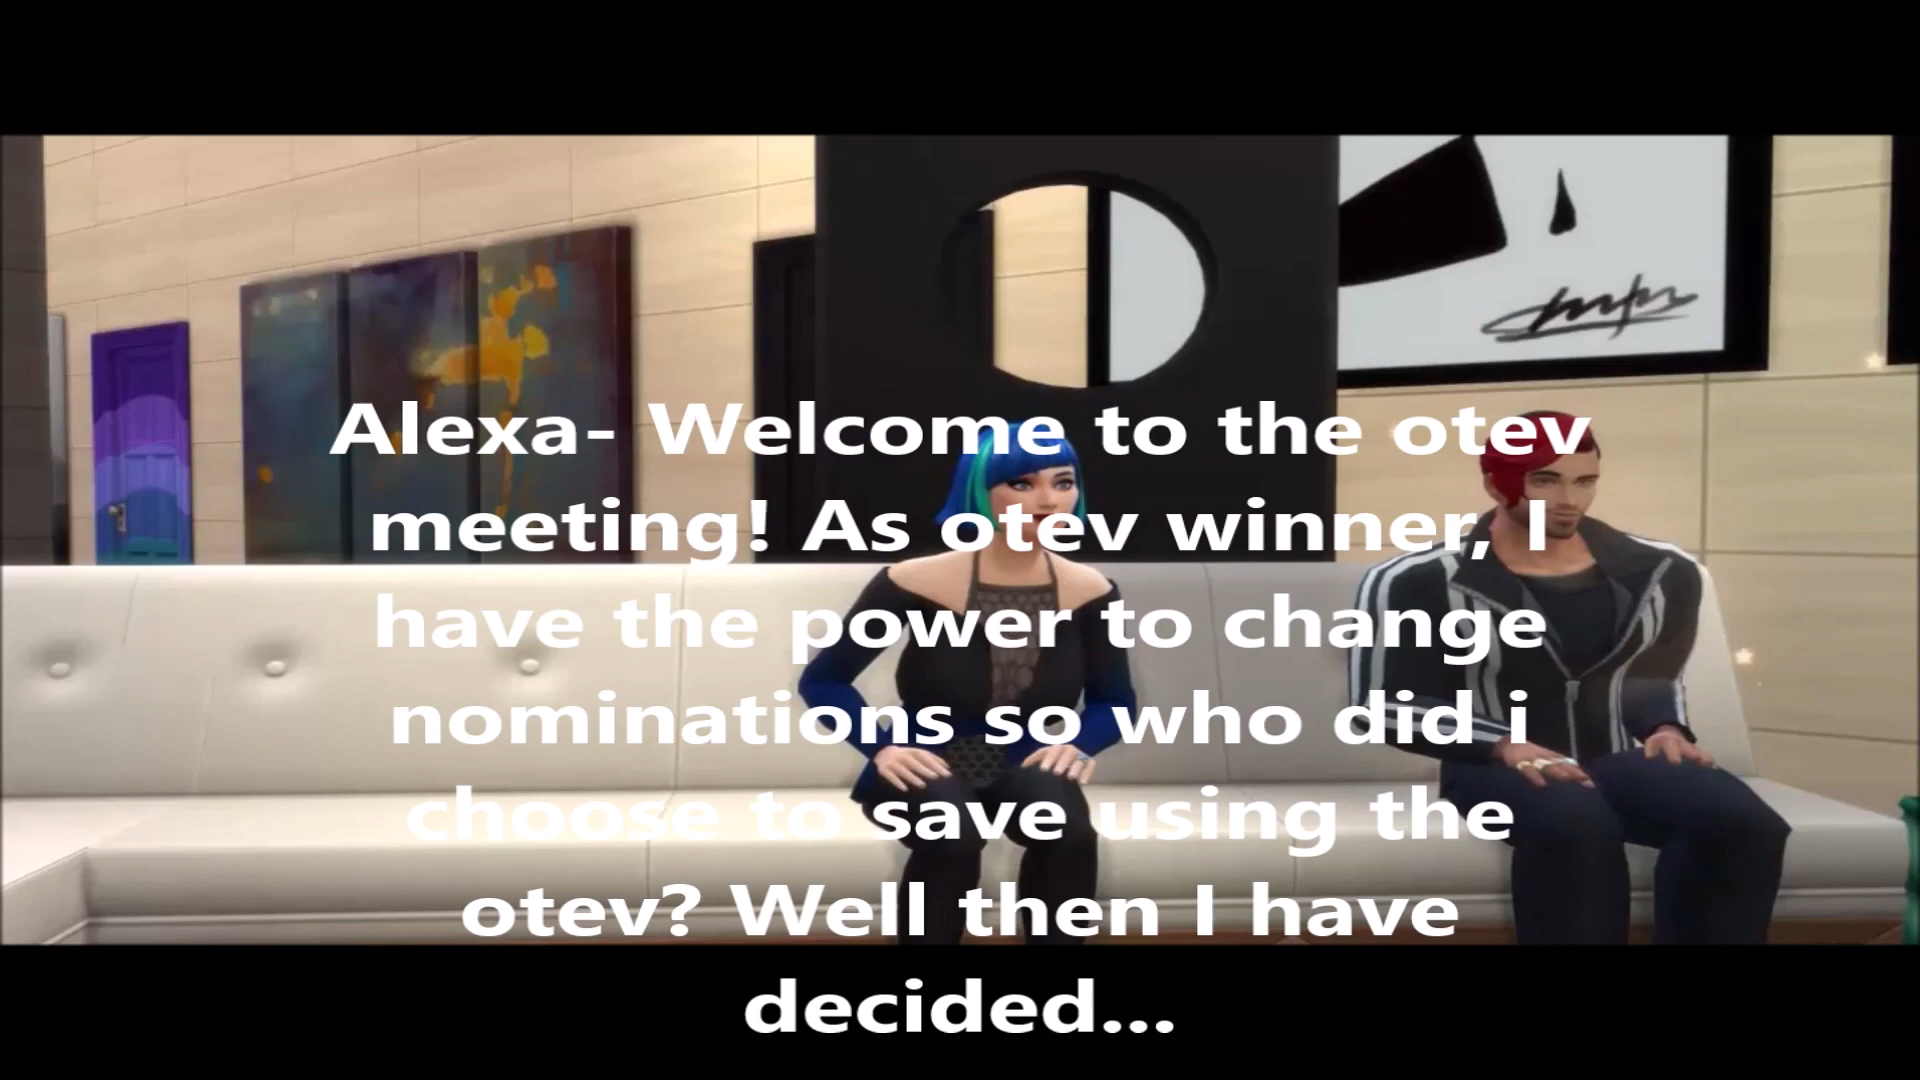 Alexa- Welcome to the otev
meeting! As otev winner, I
have the power to change
nominations so who did i
choose to save using the
otev? Well then I have
decided...